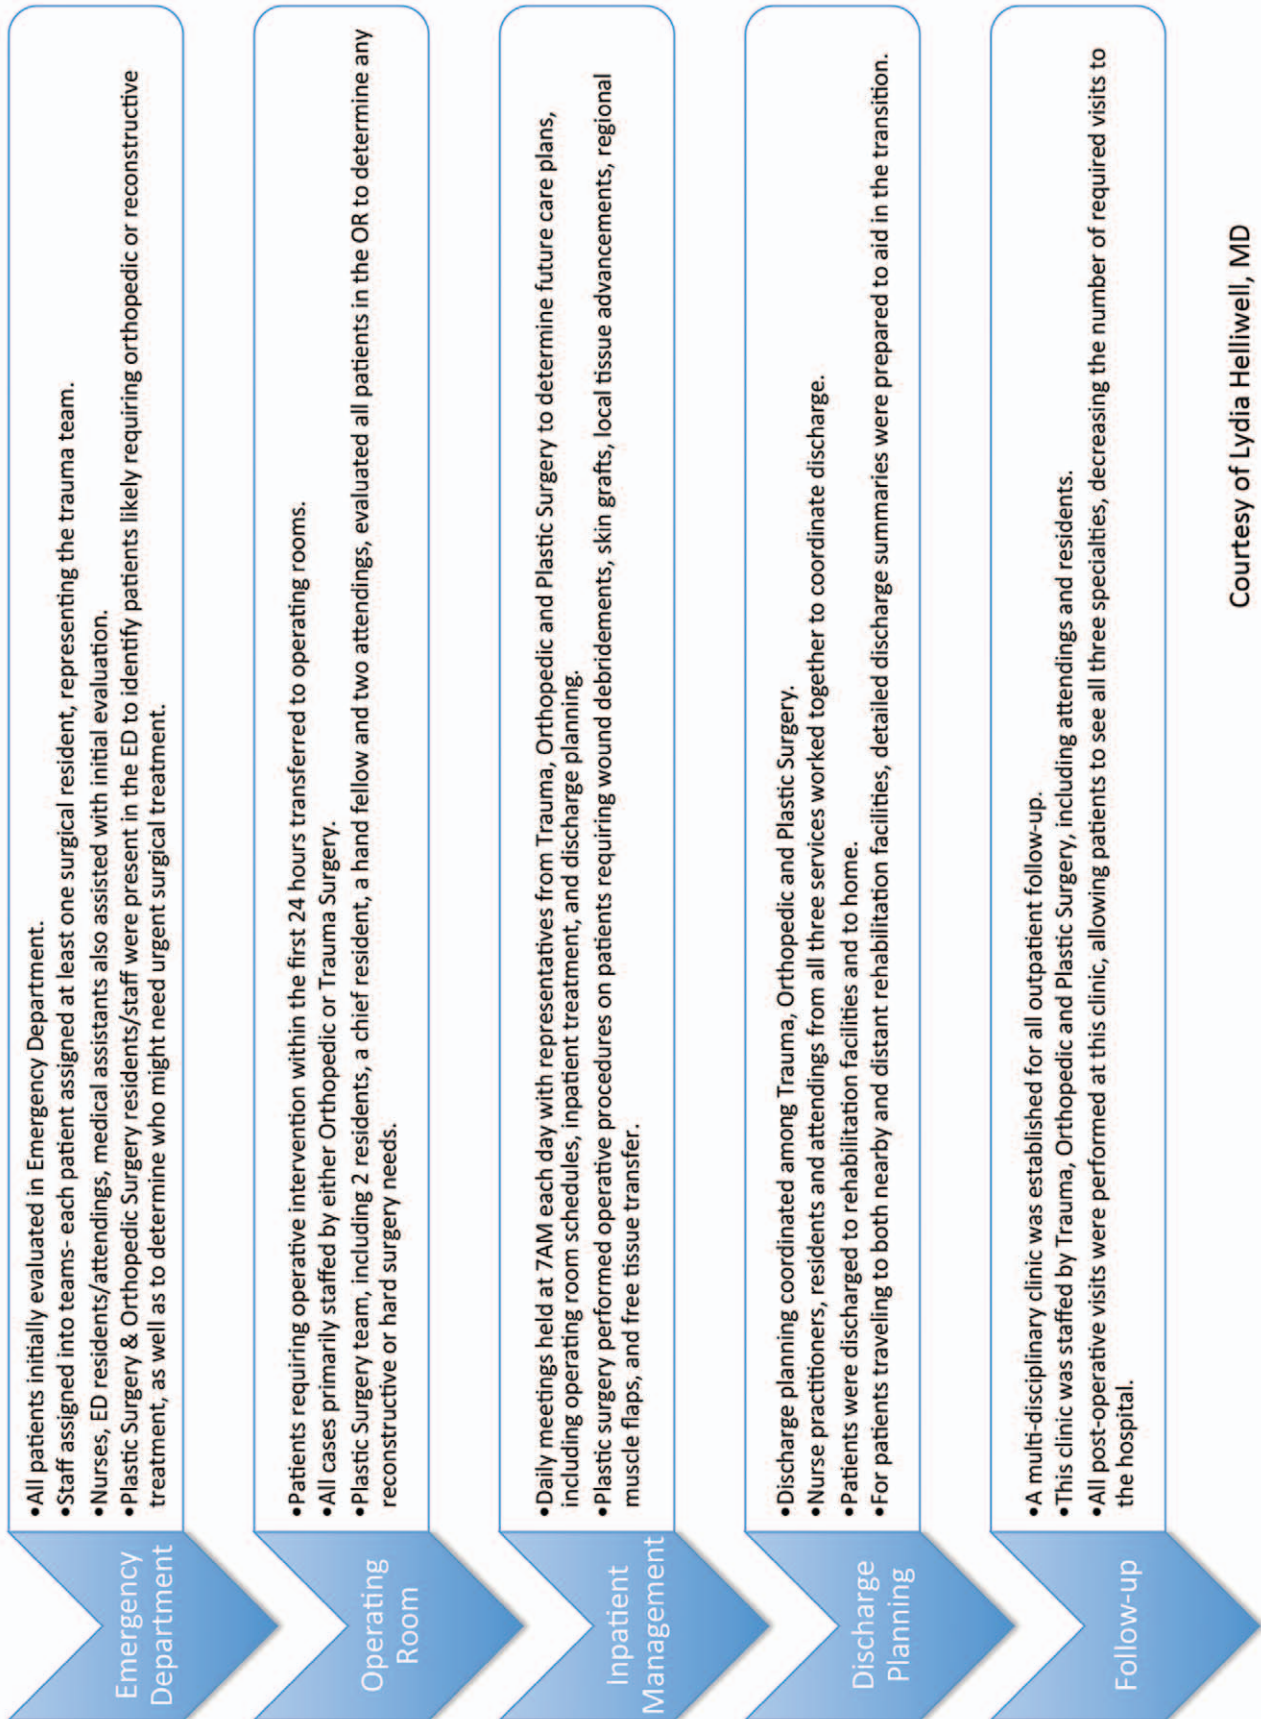 Emergency
Department
•All patients initially evaluated in Emergency Department.
•Staff assigned into teams- each patient assigned at least one surgical resident, representing the trauma team.
•Nurses, ED residents/attendings, medical assistants also assisted with initial evaluation.
•Plastic Surgery & Orthopedic Surgery residents/staff were present in the ED to identify patients likely requiring orthopedic or reconstructive
treatment, as well as to determine who might need urgent surgical treatment.
Operating
Room
•Patients requiring operative intervention within the first 24 hours transferred to operating rooms.
•All cases primarily staffed by either Orthopedic or Trauma Surgery.
•Plastic Surgery team, including 2 residents, a chief resident, a hand fellow and two attendings, evaluated all patients in the OR to determine any
reconstructive or hard surgery needs.
Inpatient
Management
•Daily meetings held at 7AM each day with representatives from Trauma, Orthopedic and Plastic Surgery to determine future care plans,
including operating room schedules, inpatient treatment, and discharge planning.
•Plastic surgery performed operative procedures on patients requiring wound debridements, skin grafts, local tissue advancements, regional
muscle flaps, and free tissue transfer.
Discharge
Planning
•Discharge planning coordinated among Trauma, Orthopedic and Plastic Surgery.
•Nurse practitioners, residents and attendings from all three services worked together to coordinate discharge.
•Patients were discharged to rehabilitation facilities and to home.
•For patients traveling to both nearby and distant rehabilitation facilities, detailed discharge summaries were prepared to aid in the transition.
Follow-up
•A multi-disciplinary clinic was established for all outpatient follow-up.
•This clinic was staffed by Trauma, Orthopedic and Plastic Surgery, including attendings and residents.
•All post-operative visits were performed at this clinic, allowing patients to see all three specialties, decreasing the number of required visits to
the hospital.
Courtesy of Lydia Helliwell, MD